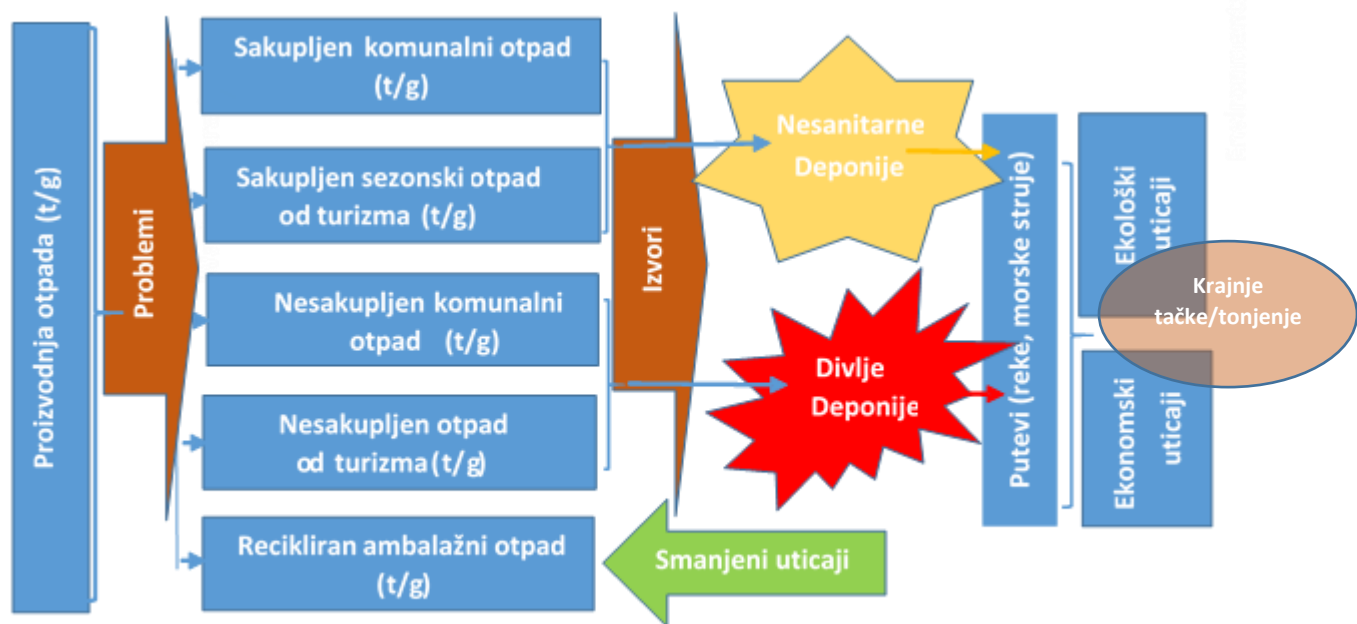 Proizvodnja otpada (t/g)
Problemi
Sakupljen komunalni otpad
(t/g)
Sakupljen sezonski otpad
od turizma (t/g)
Nesakupljen komunalni
otpad (t/g)
Nesakupljen otpad
od turizma (t/g)
Recikliran ambalažni otpad
(t/g)
Izvori
Nesanitarne
Deponije
Divlje
Deponije
Smanjeni uticaji
Putevi (reke, morske struje)
Ekološki
uticaji
Ekonomski
uticaji
Krajnje
tačke/tonjenje